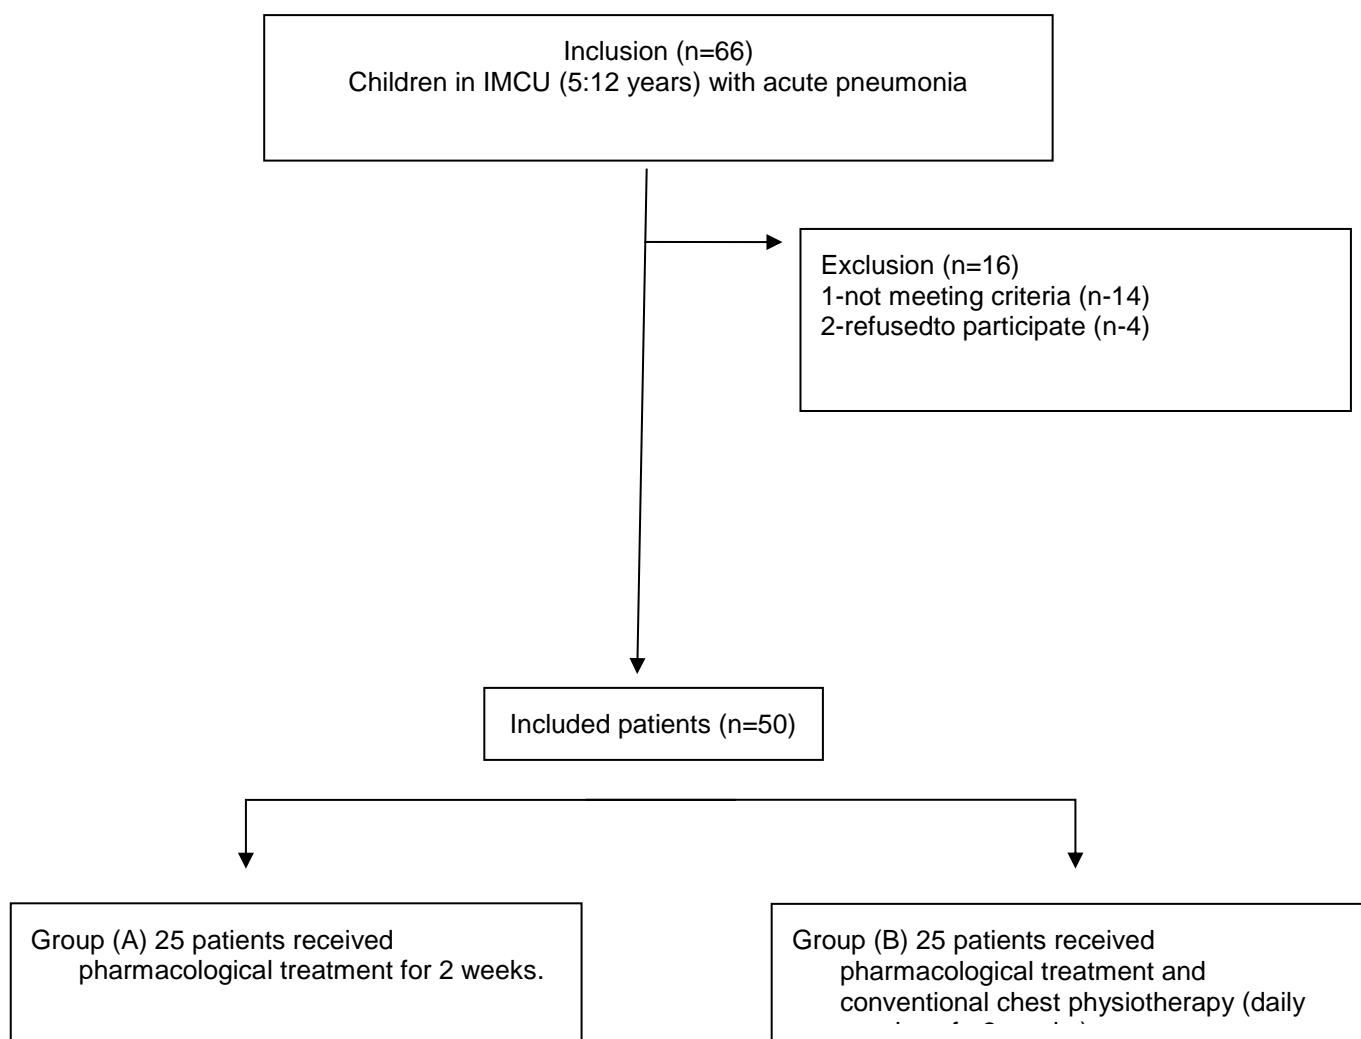 Inclusion (n=66)
Children in IMCU (5:12 years) with acute pneumonia
Exclusion (n=16)
1-not meeting criteria (n-14)
2-refusedto participate (n-4)
Included patients (n=50)
Group (A) 25 patients received
pharmacological treatment for 2 weeks.
Group (B) 25 patients received
pharmacological treatment and
conventional chest physiotherapy (daily